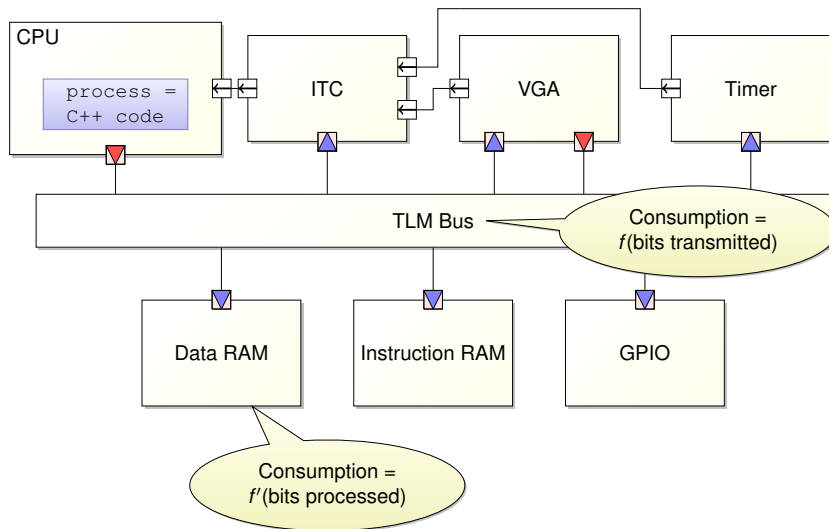 CPU
process =
C++ code
ITC
VGA
Timer
TLM Bus
Consumption =
f(bits transmitted)
Data RAM
Instruction RAM
GPIO
Consumption =
f′(bits processed)